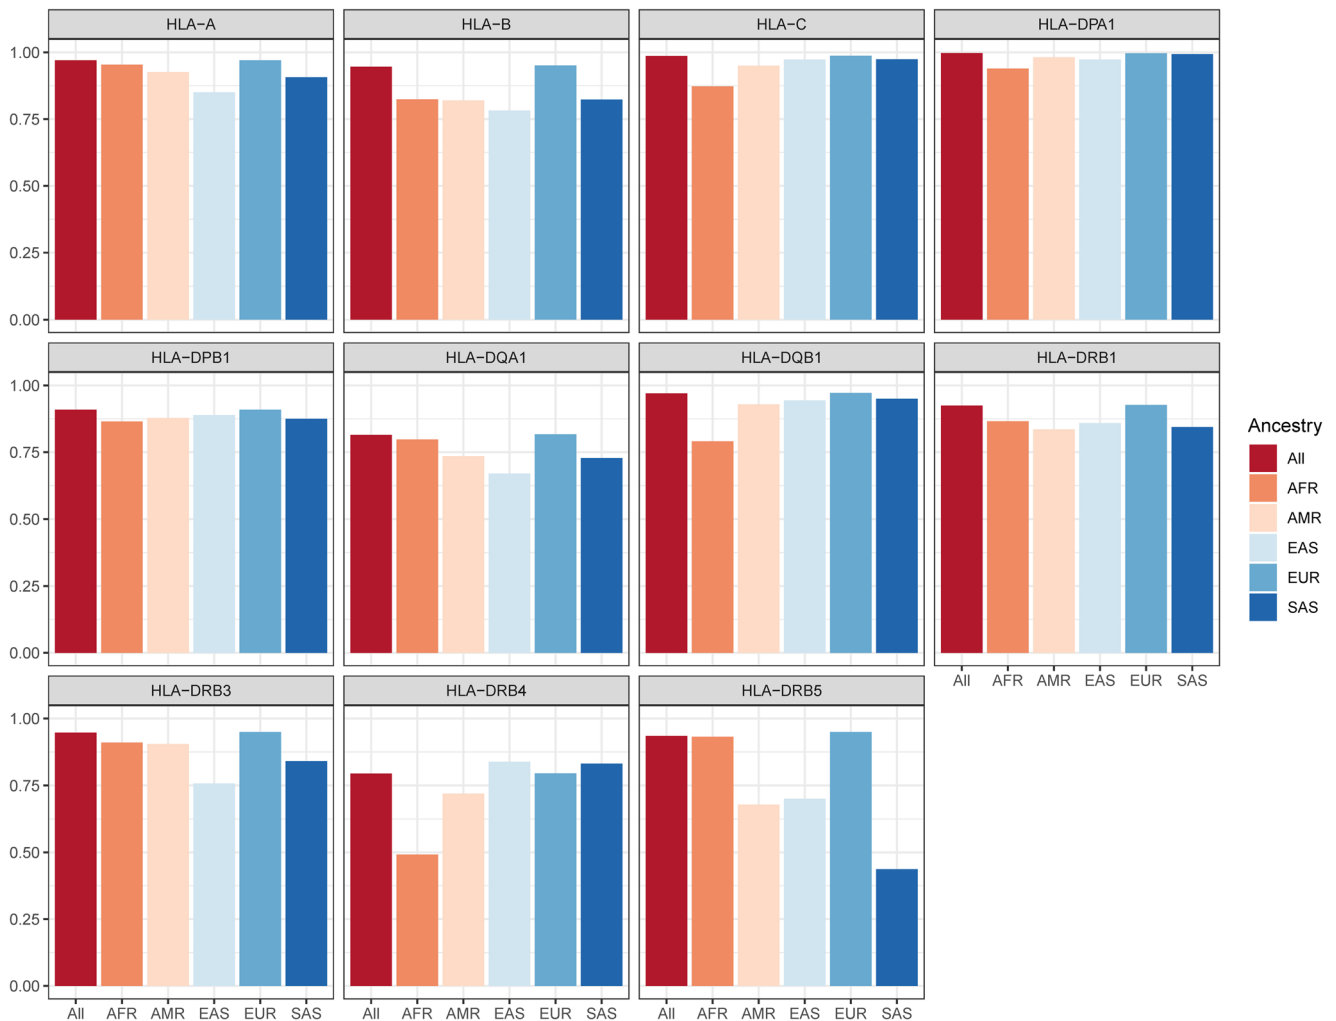 HLA−A HLA−B HLA−C HLA−DPA1
1.00
0.75
0.50
0.25
0.00
HLA−DPB1 HLA−DQA1 HLA−DQB1 HLA−DRB1
1.00
0.75
0.50
0.25
0.00
All AFR AMR EAS EUR SAS
HLA−DRB3 HLA−DRB4 HLA−DRB5
1.00
0.75
0.50
0.25
0.00
All AFR AMR EAS EUR SAS All AFR AMR EAS EUR SAS All AFR AMR EAS EUR SAS
Ancestry
All
AFR
AMR
EAS
EUR
SAS